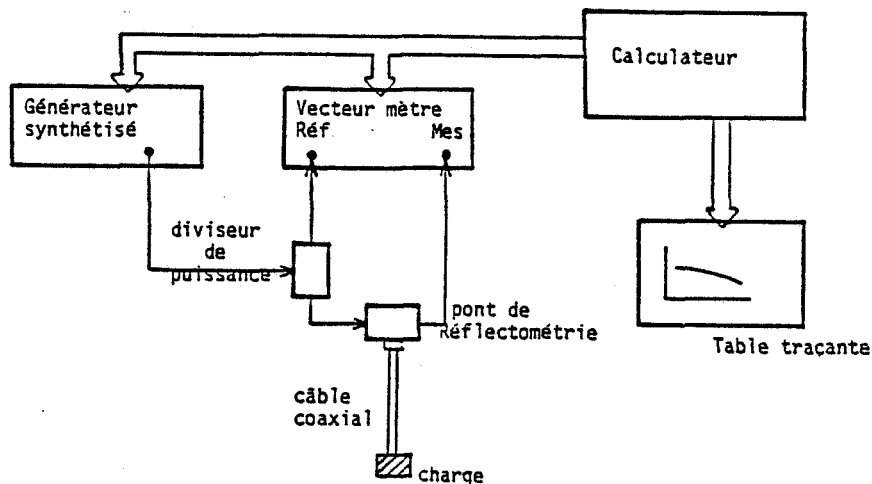 Calculateur
Générateur
synthétisé
Vecteur mètre
Réf Mes
diviseur
de
puissance
pont de
Réflectométrie
Table traçante
câble
coaxial
charge